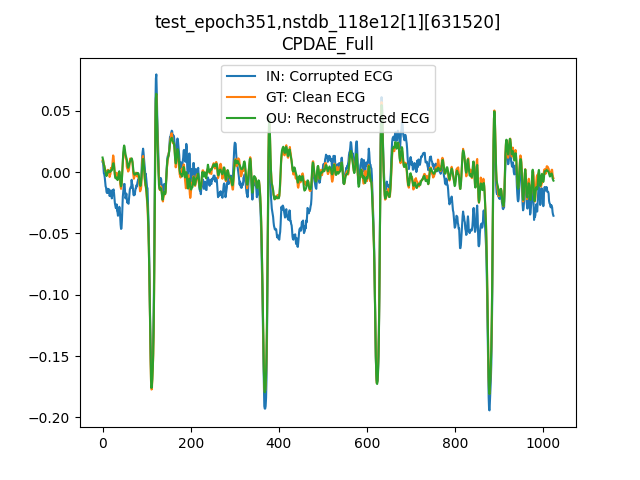 test_epoch351,nstdb_118e12[1][631520]
CPDAE_Full
IN: Corrupted ECG
GT: Clean ECG
OU: Reconstructed ECG
0.05
0.00
−0.05
−0.10
−0.15
−0.20
0 200 400 600 800 1000